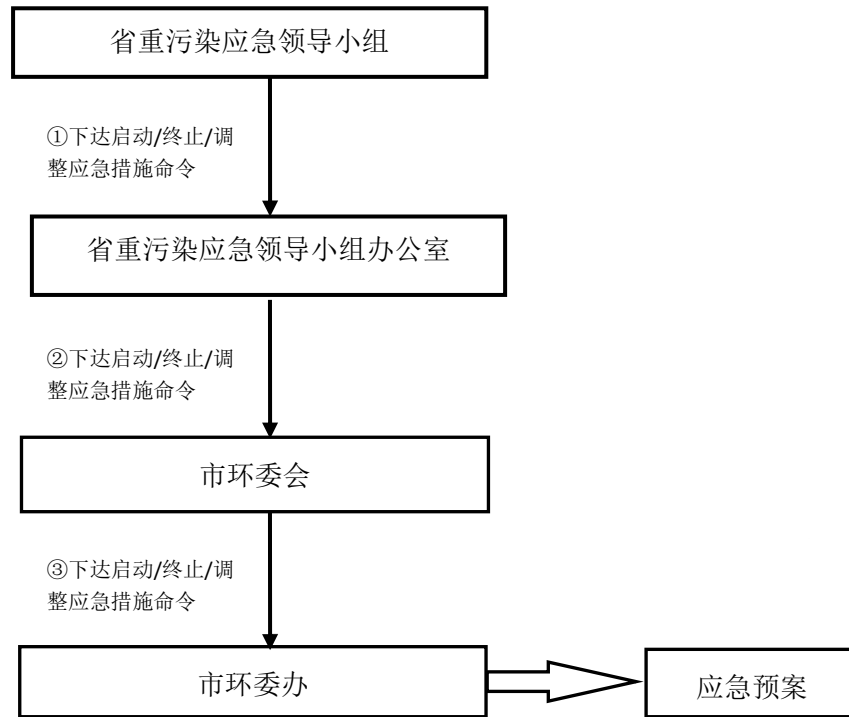 省重污染应急领导小组
①下达启动/终止/调
整应急措施命令
省重污染应急领导小组办公室
②下达启动/终止/调
整应急措施命令
市环委会
③下达启动/终止/调
整应急措施命令
市环委办
应急预案